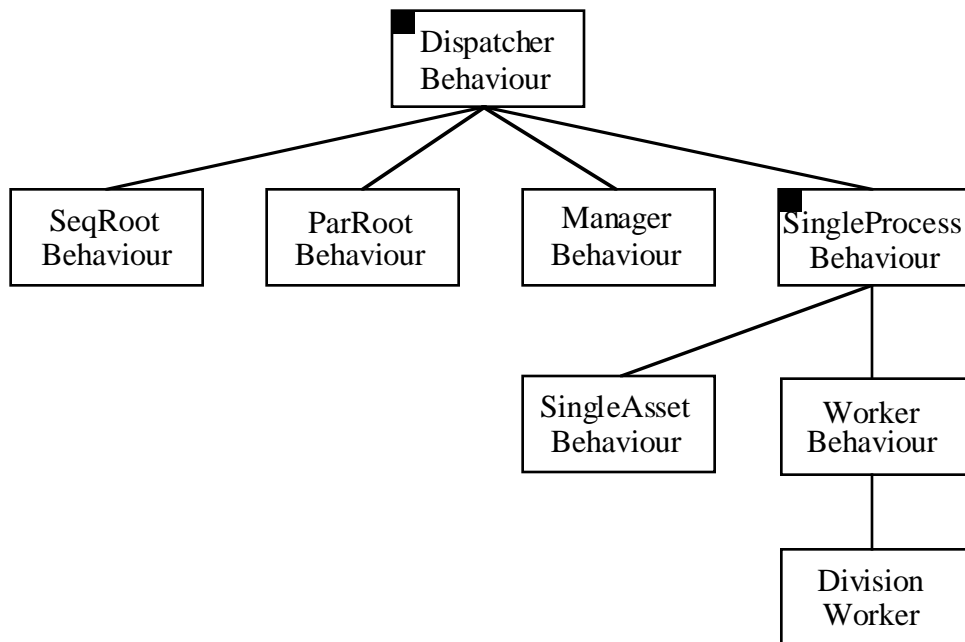 Dispatcher
Behaviour
SeqRoot
Behaviour
ParRoot
Behaviour
Manager
Behaviour
SingleProcess
Behaviour
SingleAsset
Behaviour
Worker
Behaviour
Division
Worker